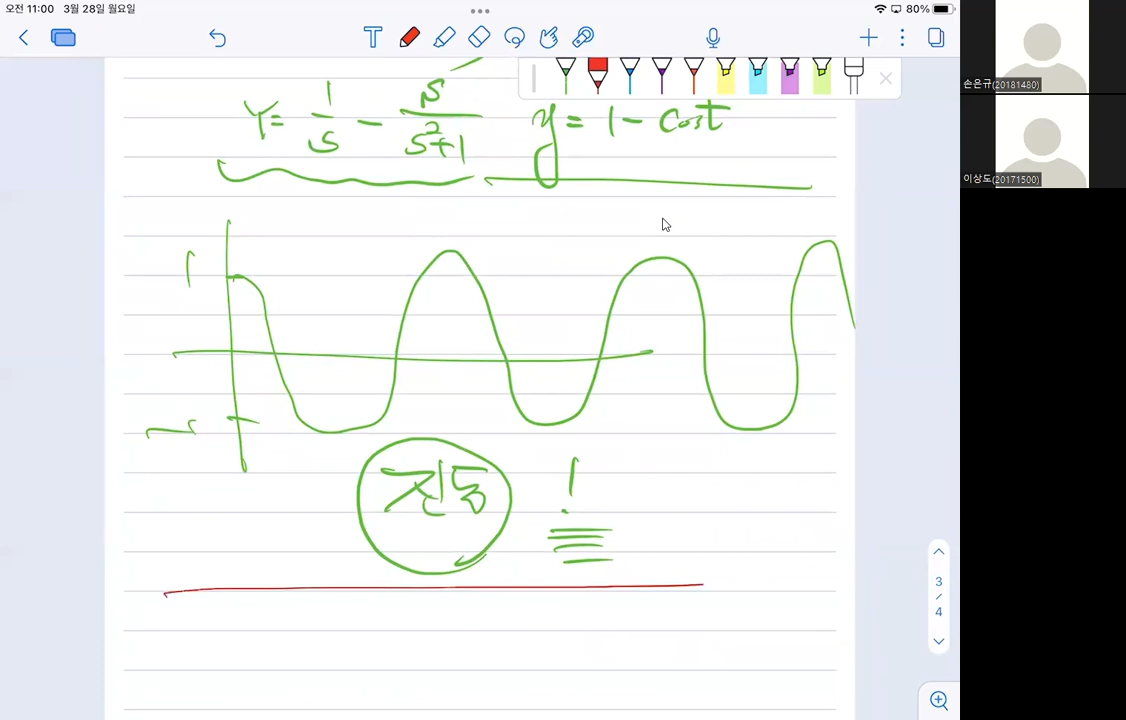 오전 11:00 3월 28일 월요일
80%
Y = 1/s - s/(s²+1) y = 1 - cost
1
진동 !
3
/
4
손은규(20181480)
이상도(20171500)